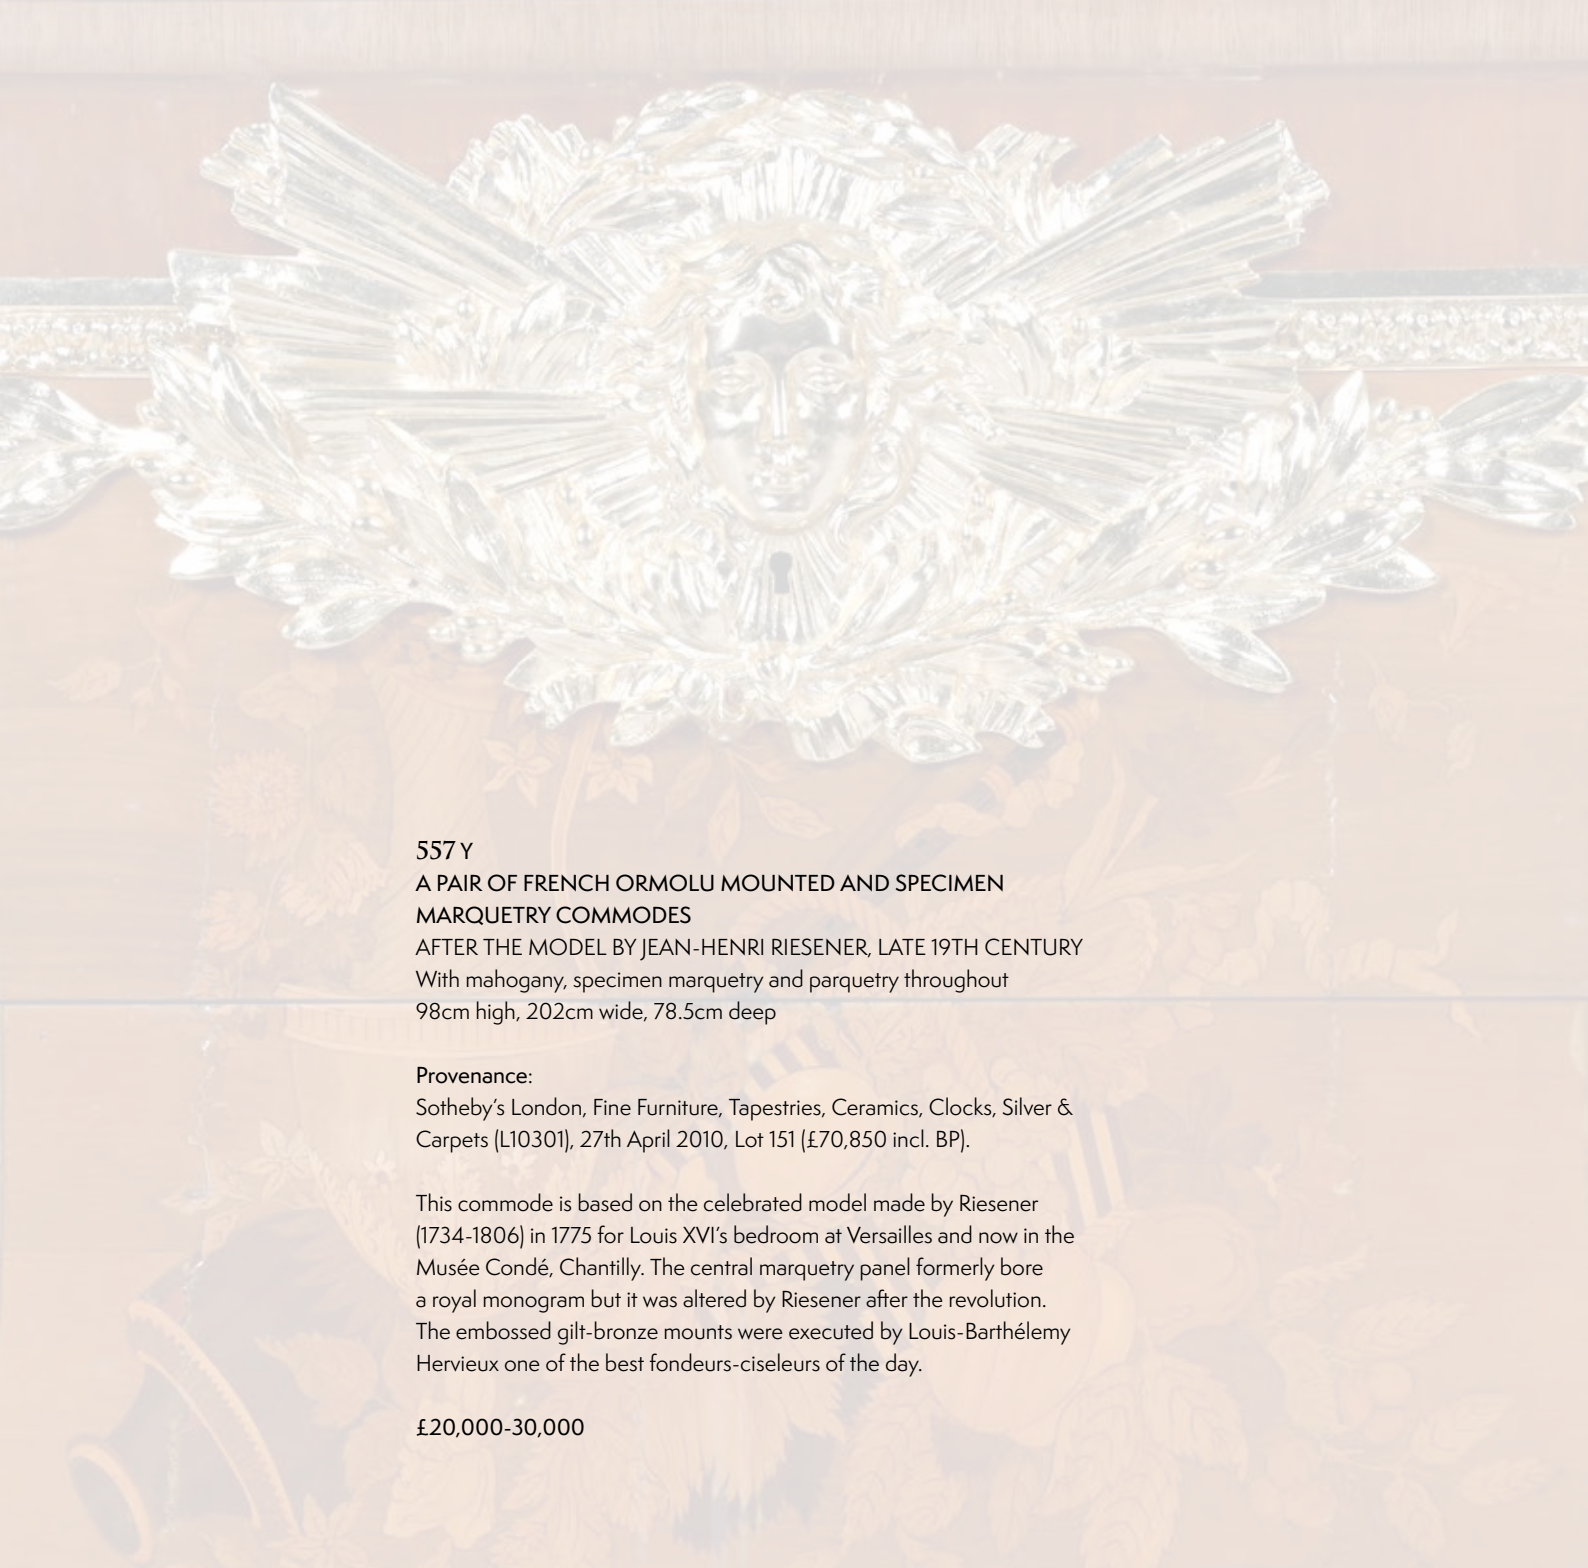 557 Y
A PAIR OF FRENCH ORMOLU MOUNTED AND SPECIMEN
MARQUETRY COMMODES
AFTER THE MODEL BY JEAN-HENRI RIESENER, LATE 19TH CENTURY
With mahogany, specimen marquetry and parquetry throughout
98cm high, 202cm wide, 78.5cm deep
Provenance:
Sotheby's London, Fine Furniture, Tapestries, Ceramics, Clocks, Silver &
Carpets (L10301), 27th April 2010, Lot 151 (£70,850 incl. BP).
This commode is based on the celebrated model made by Riesener
(1734-1806) in 1775 for Louis XVI's bedroom at Versailles and now in the
Musée Condé, Chantilly. The central marquetry panel formerly bore
a royal monogram but it was altered by Riesener after the revolution.
The embossed gilt-bronze mounts were executed by Louis-Barthélemy
Hervieux one of the best fondeurs-ciseleurs of the day.
£20,000-30,000